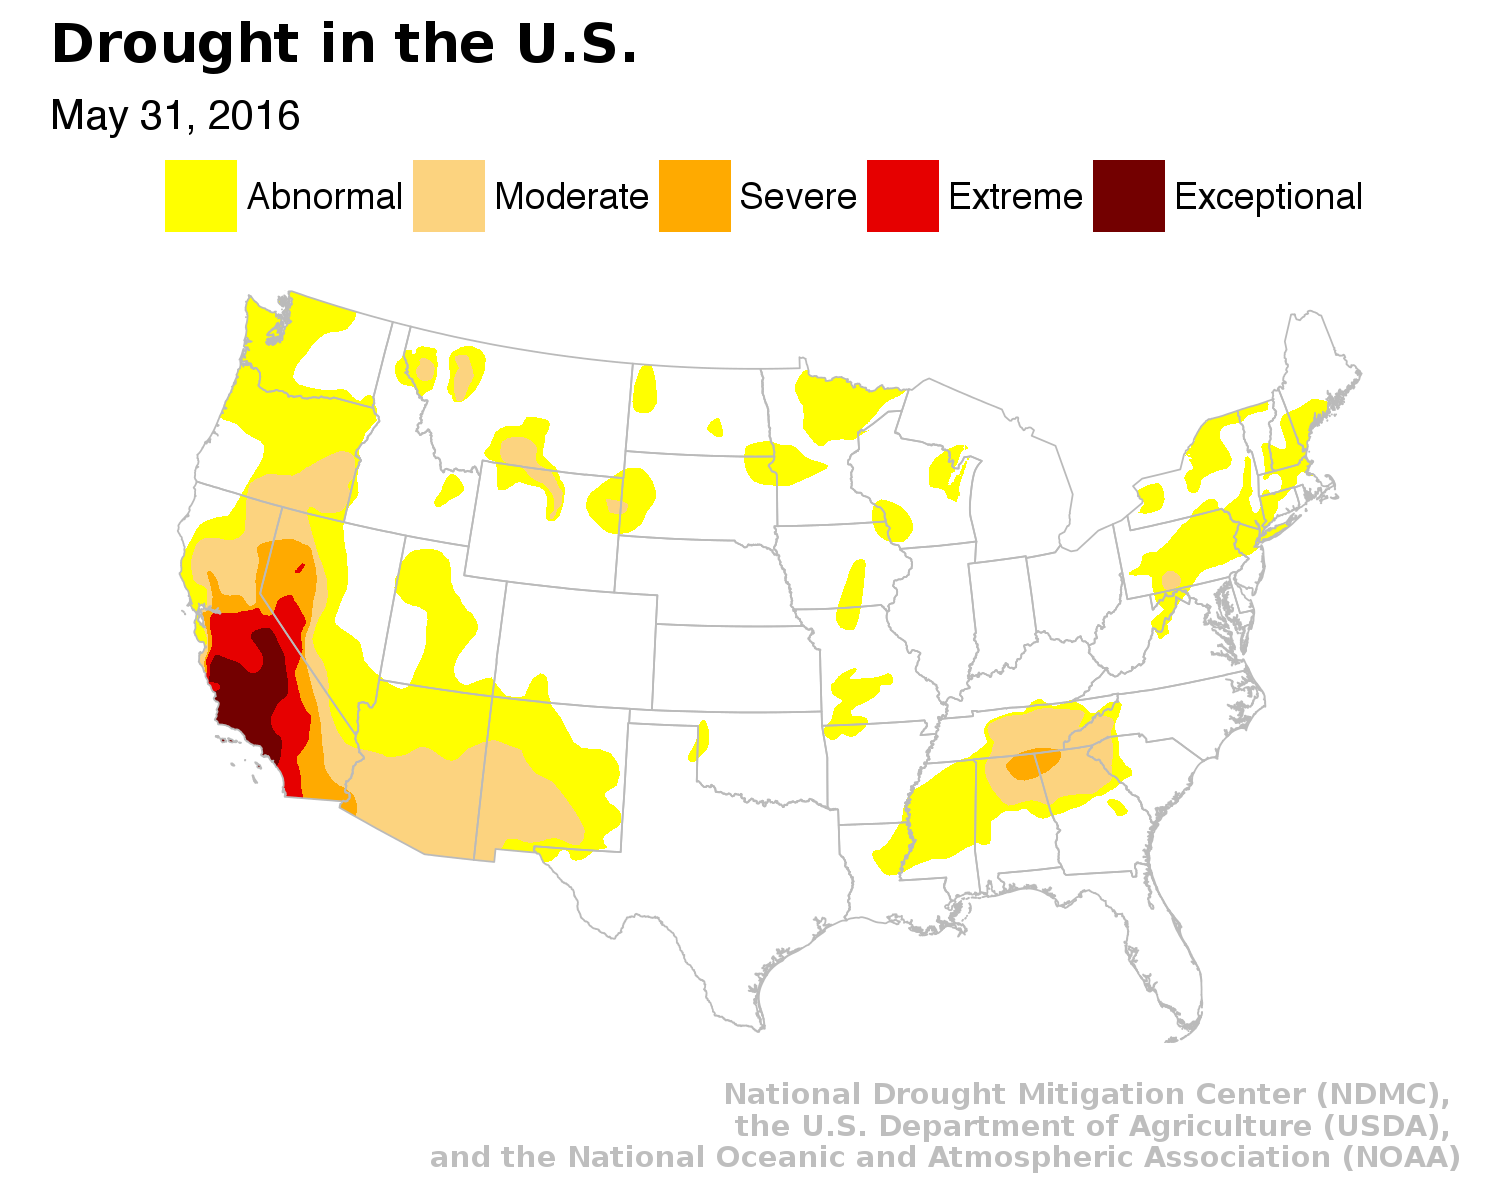 Drought in the U.S.
May 31, 2016
Abnormal Moderate Severe Extreme Exceptional
National Drought Mitigation Center (NDMC),
the U.S. Department of Agriculture (USDA),
and the National Oceanic and Atmospheric Association (NOAA)